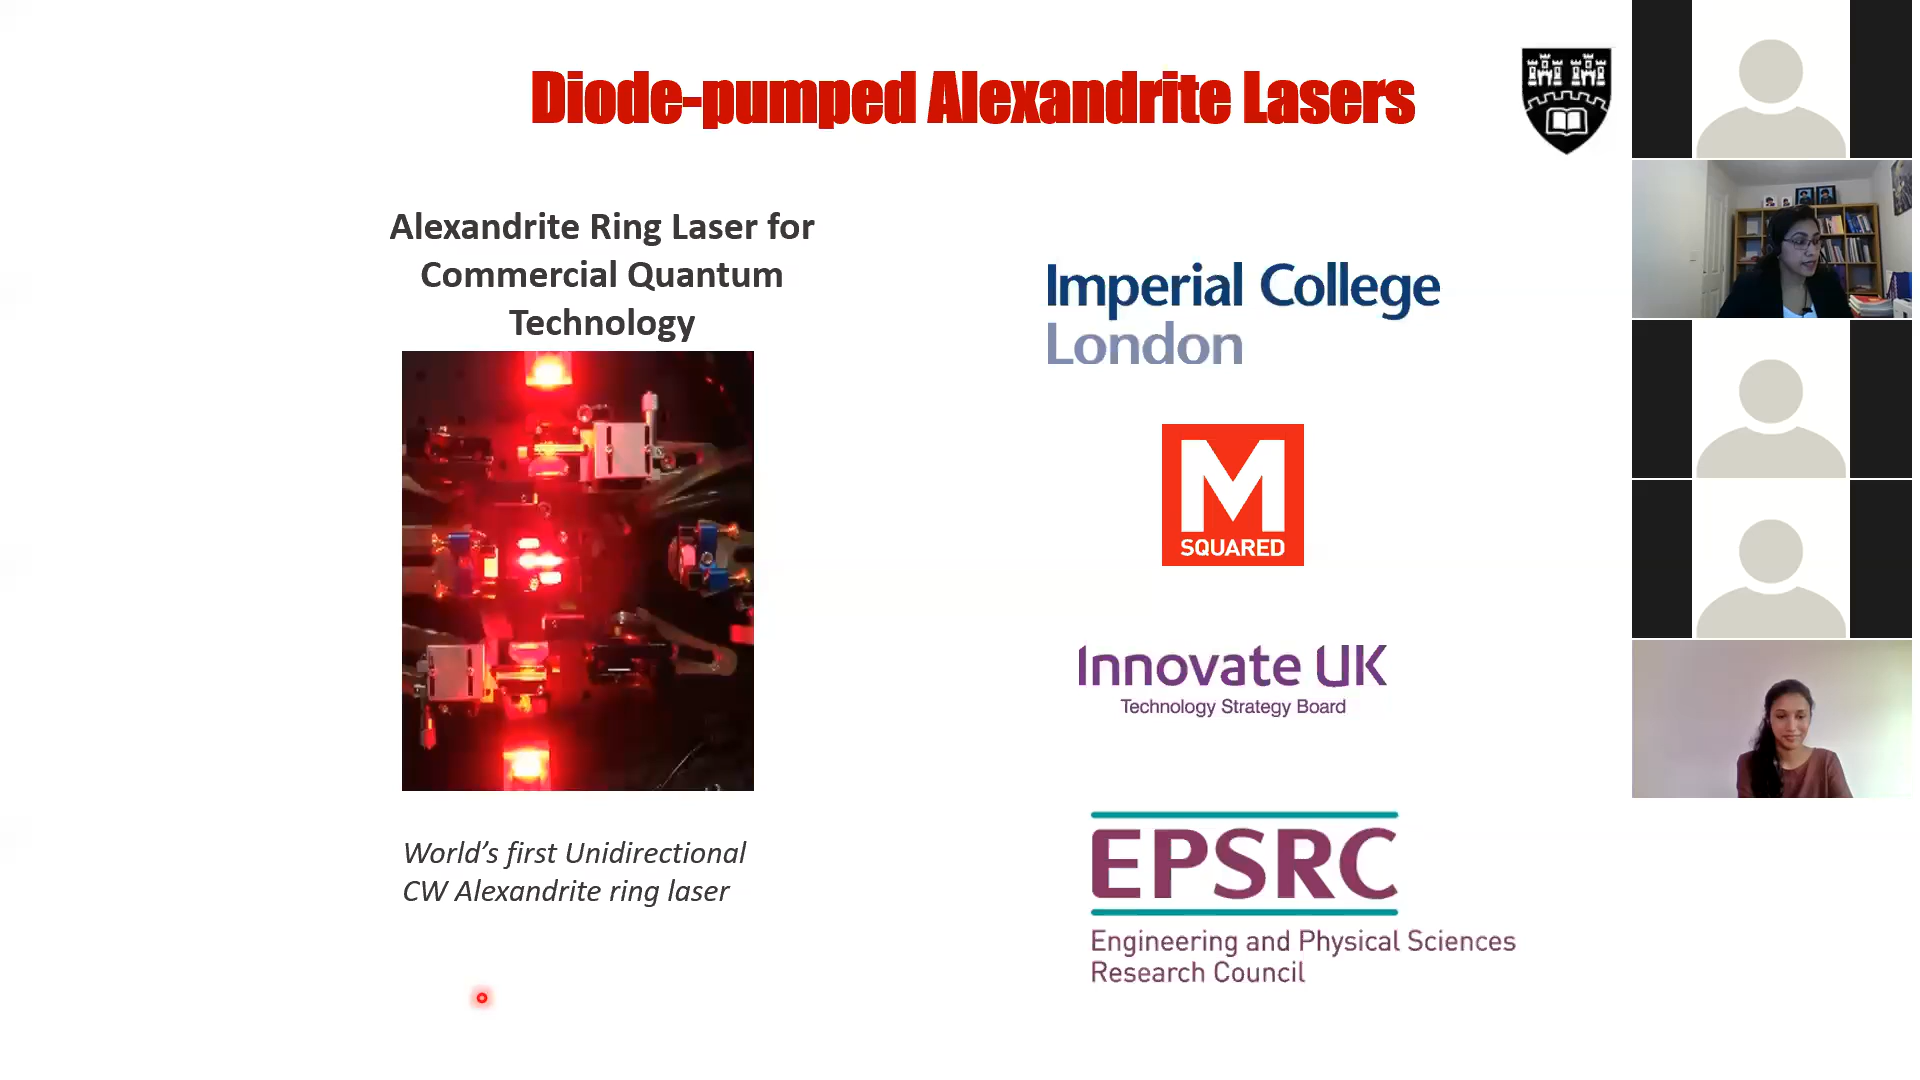 Diode-pumped Alexandrite Lasers
Alexandrite Ring Laser for
Commercial Quantum
Technology
World's first Unidirectional
CW Alexandrite ring laser
Imperial College
London
M
SQUARED
Innovate UK
Technology Strategy Board
EPSRC
Engineering and Physical Sciences
Research Council